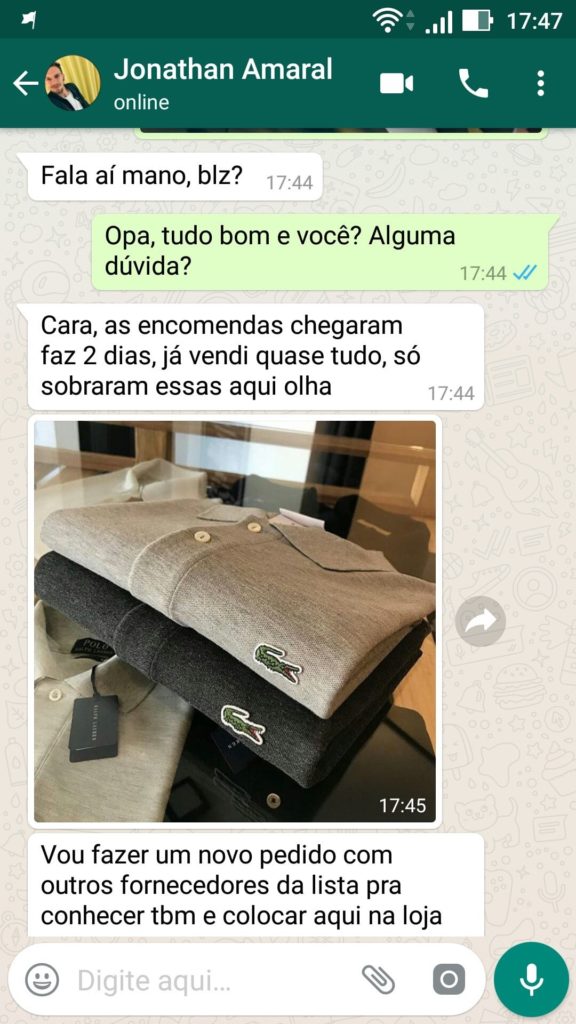 17:47
Jonathan Amaral
online
Fala aí mano, blz? 17:44
Opa, tudo bom e você? Alguma
dúvida? 17:44
Cara, as encomendas chegaram
faz 2 dias, já vendi quase tudo, só
sobraram essas aqui olha 17:44
POLO
RALPH LAUREN
17:45
Vou fazer um novo pedido com
outros fornecedores da lista pra
conhecer tbm e colocar aqui na loja
Digite aqui...